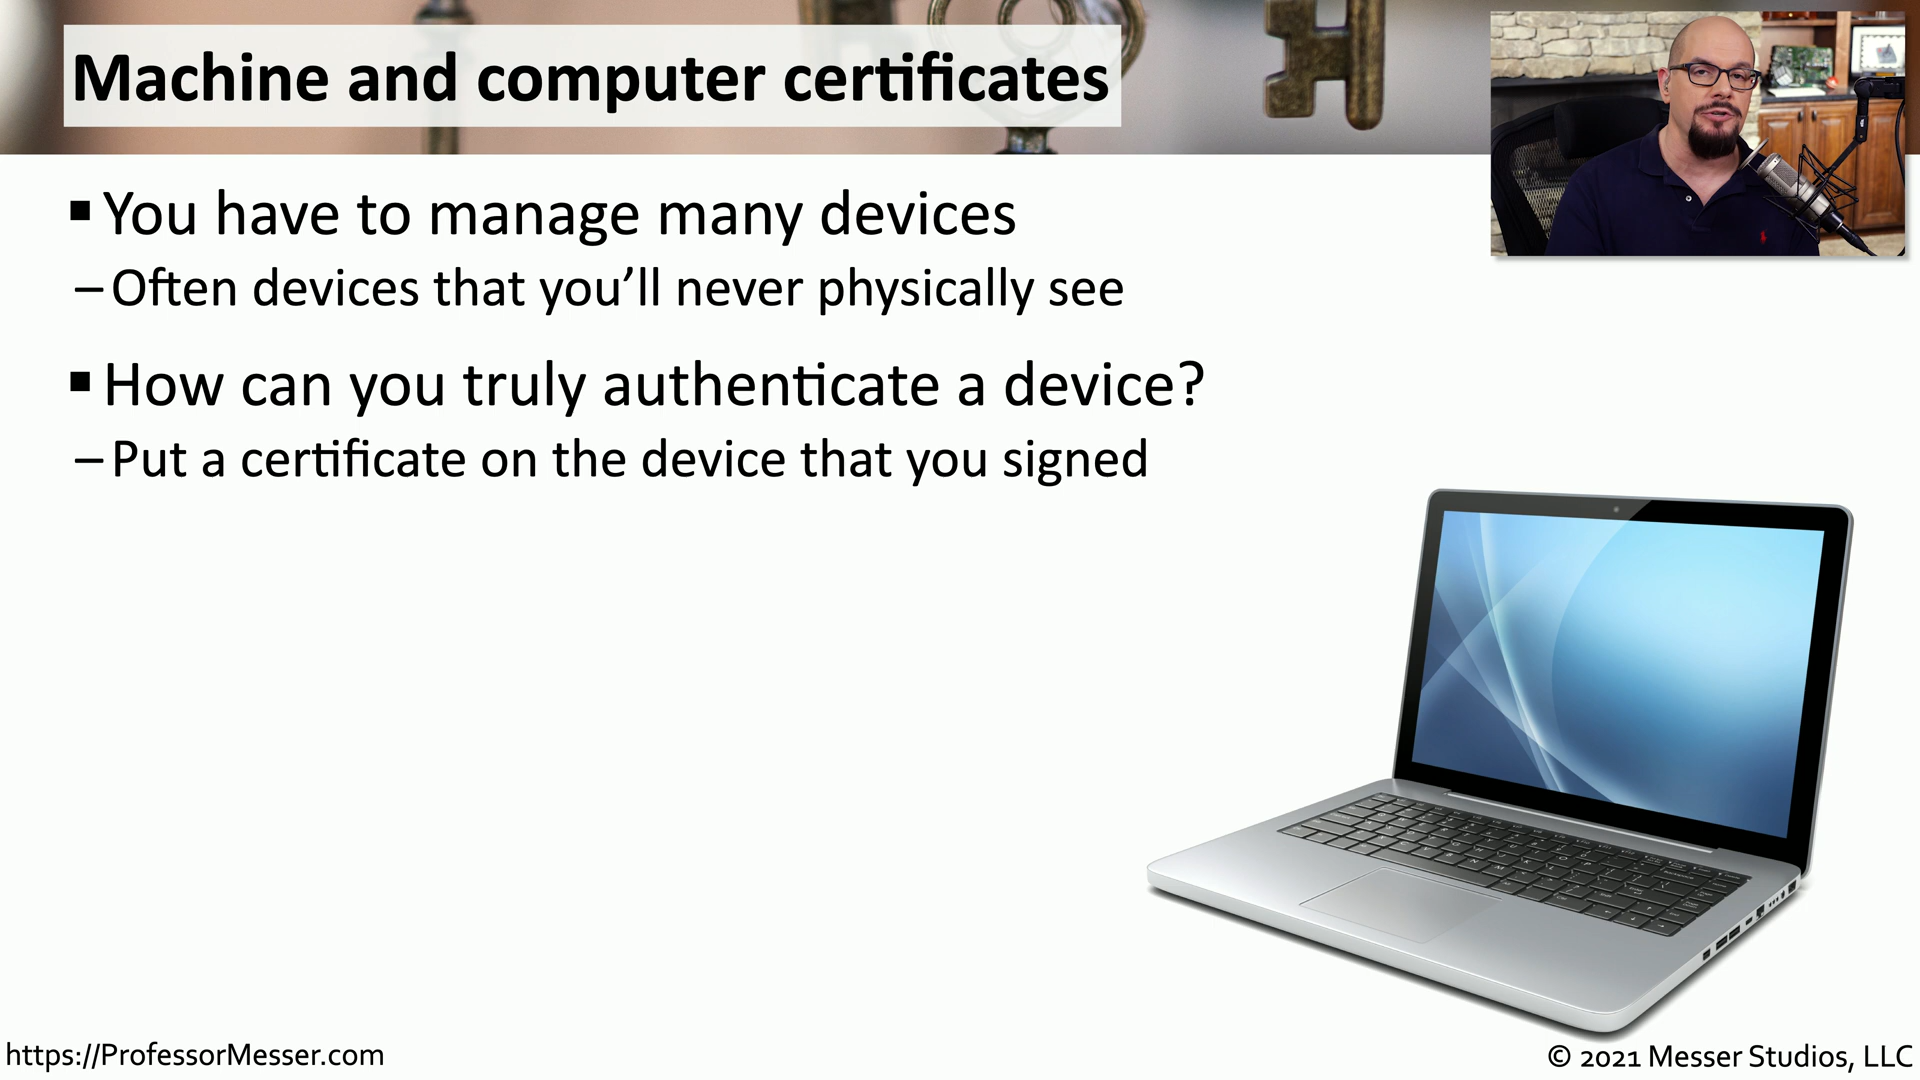 Machine and computer certificates
▪ You have to manage many devices
– Often devices that you’ll never physically see
▪ How can you truly authenticate a device?
– Put a certificate on the device that you signed
https://ProfessorMesser.com
© 2021 Messer Studios, LLC